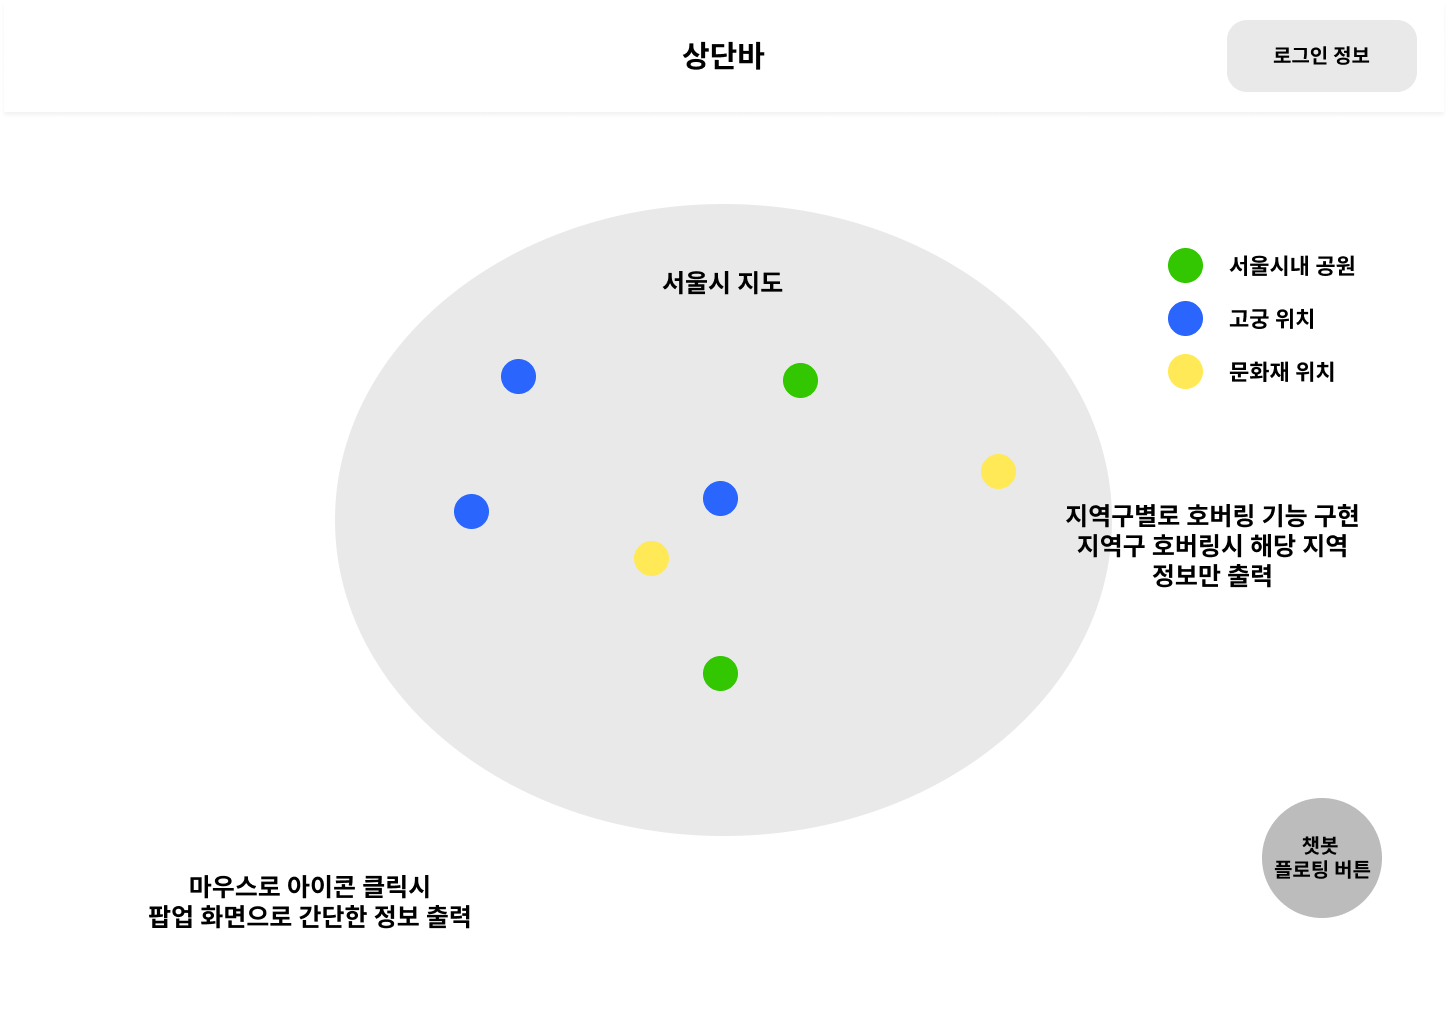 상단바
로그인 정보
서울시 지도
서울시내 공원
고궁 위치
문화재 위치
지역구별로 호버링 기능 구현
지역구 호버링시 해당 지역
정보만 출력
챗봇
플로팅 버튼
마우스로 아이콘 클릭시
팝업 화면으로 간단한 정보 출력